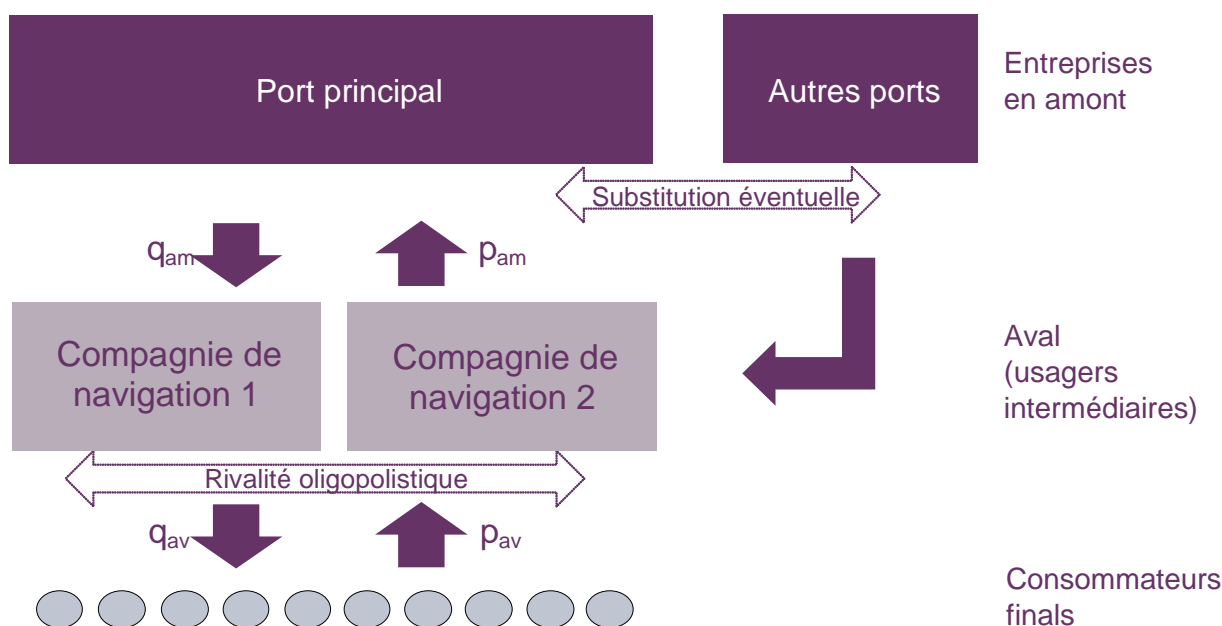 Port principal
Autres ports
Entreprises
en amont
Substitution éventuelle
qam
pam
Compagnie de
navigation 1
Compagnie de
navigation 2
Aval
(usagers
intermédiaires)
Rivalité oligopolistique
qav
pav
Consommateurs
finals